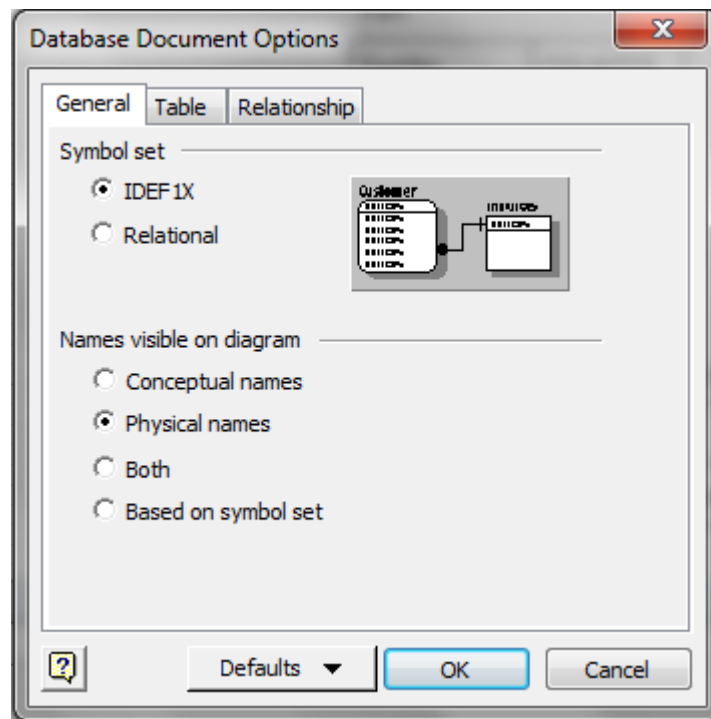 Database Document Options
General Table Relationship
Symbol set
IDEF1X
Customer
Relational
Names visible on diagram
Conceptual names
Physical names
Both
Based on symbol set
Defaults OK Cancel